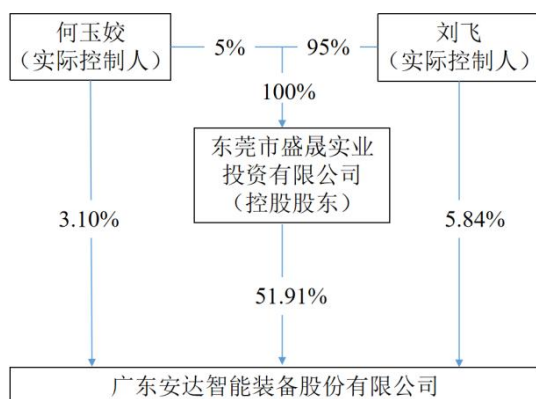 何玉姣
（实际控制人）
5%
95%
刘飞
（实际控制人）
100%
东莞市盛晟实业
投资有限公司
（控股股东）
3.10%
5.84%
51.91%
广东安达智能装备股份有限公司